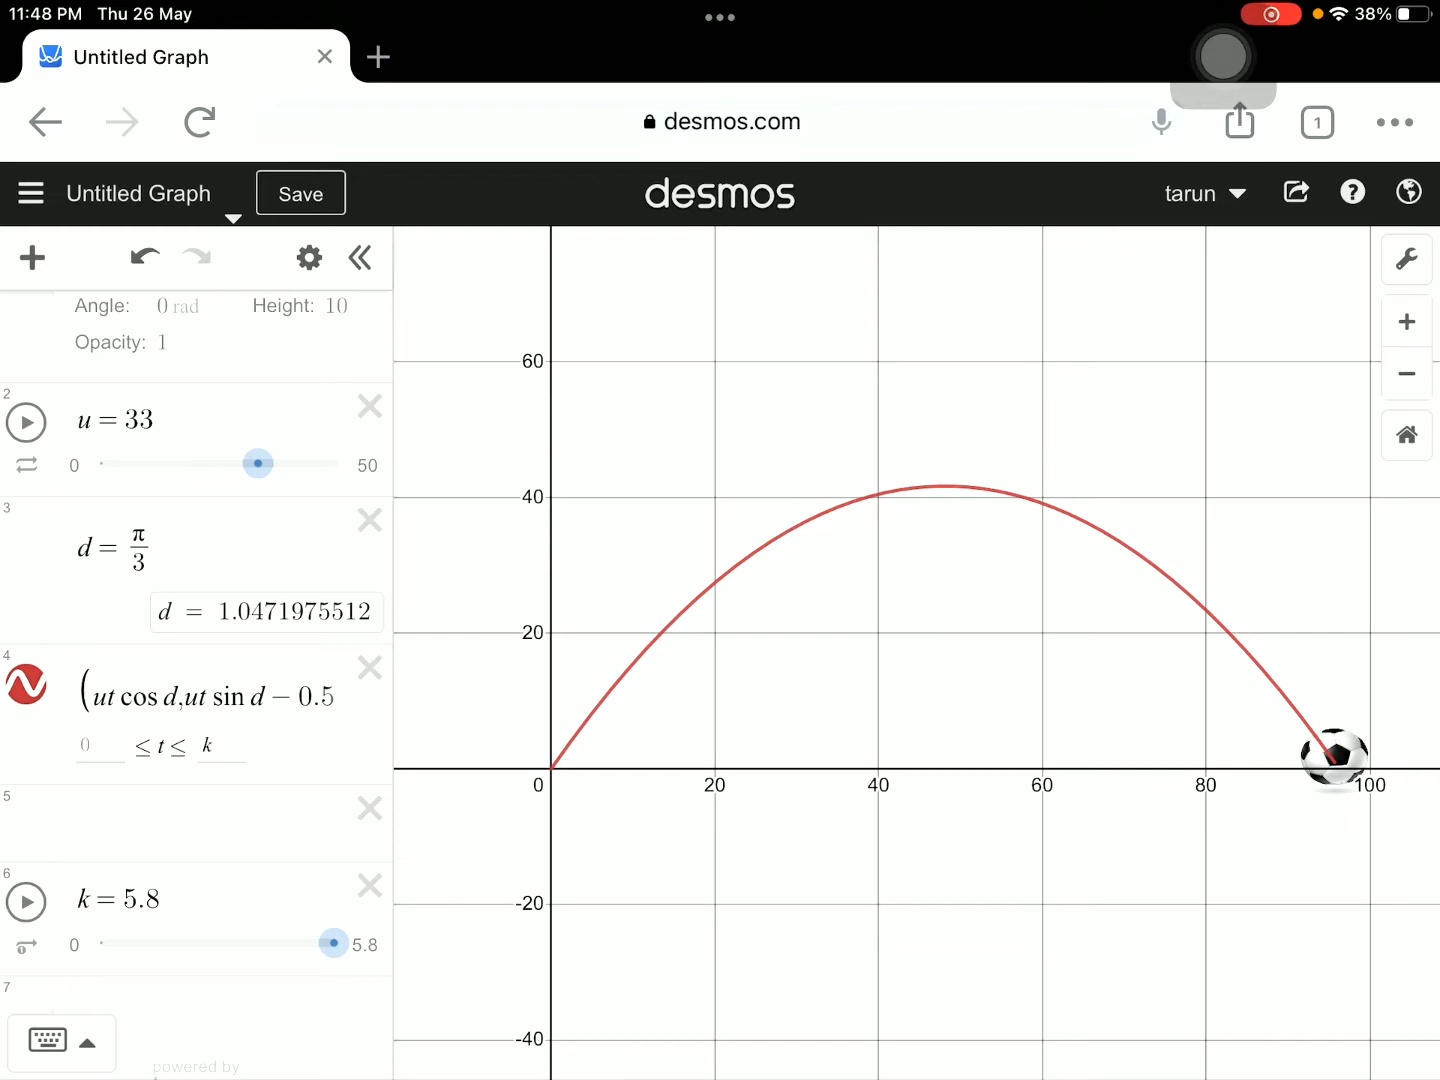 11:48 PM Thu 26 May
38%
Untitled Graph
desmos.com
1
Untitled Graph
Save
desmos
tarun
Angle: 0 rad Height: 10
Opacity: 1
2
u = 33
0 50
3
d = π/3
d = 1.0471975512
4
(ut cos d,ut sin d − 0.5
0 ≤ t ≤ k
5
6
k = 5.8
0 5.8
7
powered by
60
40
20
0 20 40 60 80 100
-20
-40